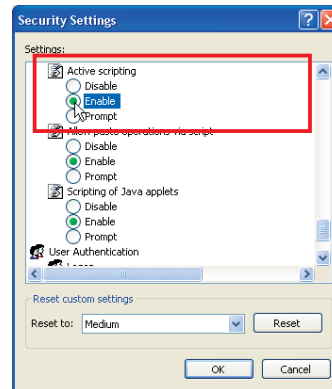 Security Settings
Settings:
Active scripting
Disable
Enable
Prompt
Allow paste operations via script
Disable
Enable
Prompt
Scripting of Java applets
Disable
Enable
Prompt
User Authentication
Logon
Reset custom settings
Reset to: Medium Reset
OK Cancel